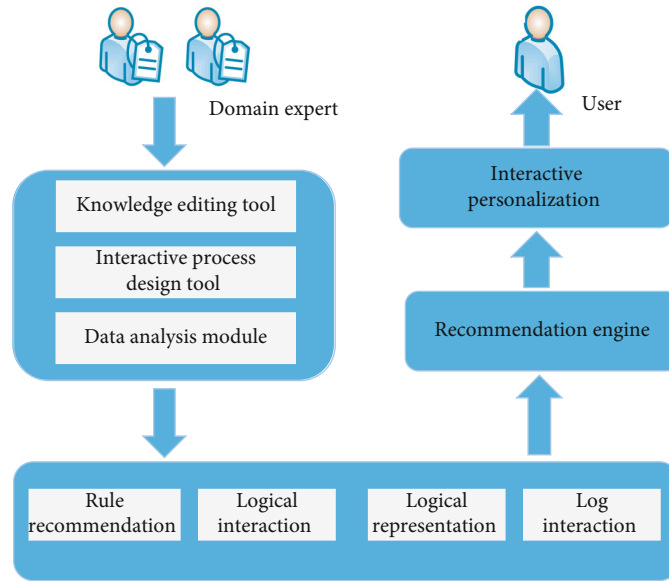 Domain expert
User
Knowledge editing tool
Interactive process
design tool
Data analysis module
Interactive
personalization
Recommendation engine
Rule
recommendation
Logical
interaction
Logical
representation
Log
interaction